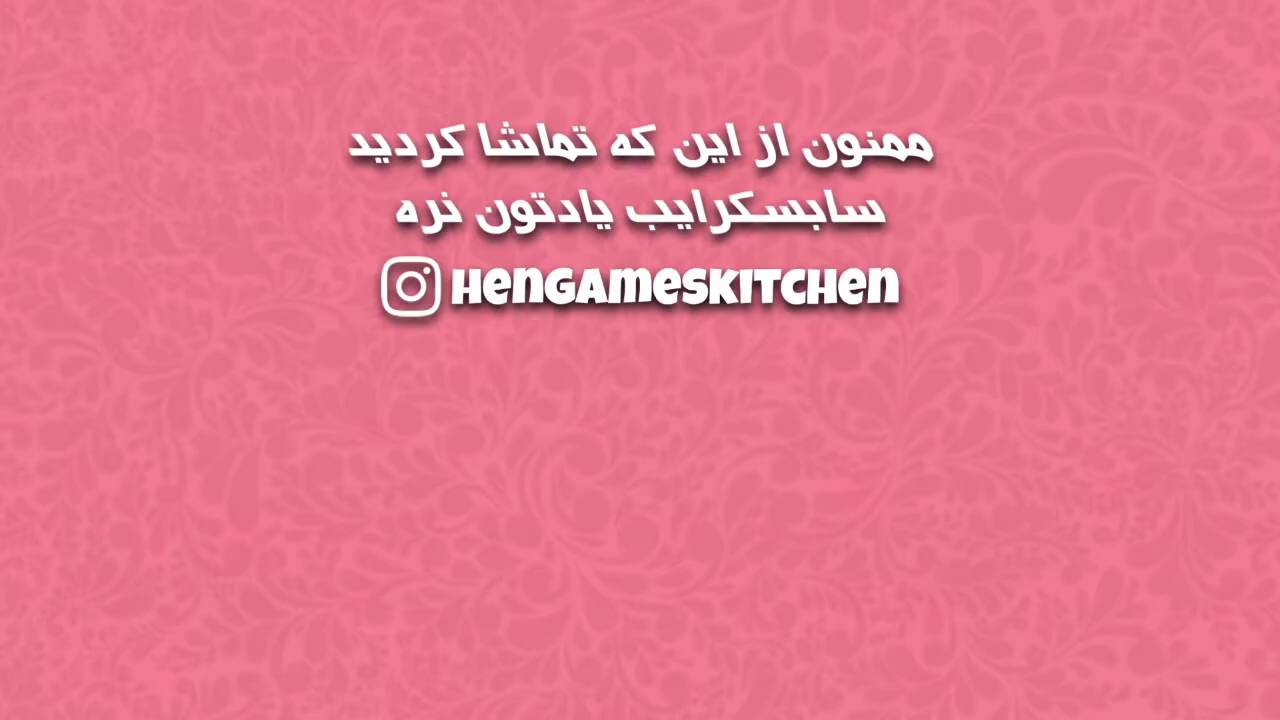 ممنون از این که تماشا کردید
سابسکرایب یادتون نره
HENGAMESKITCHEN